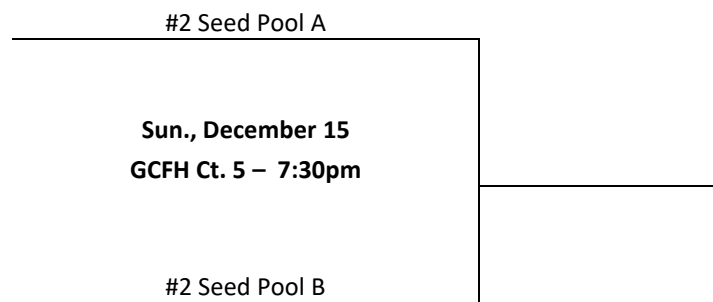 #2 Seed Pool A
Sun., December 15
GCFH Ct. 5 – 7:30pm
#2 Seed Pool B